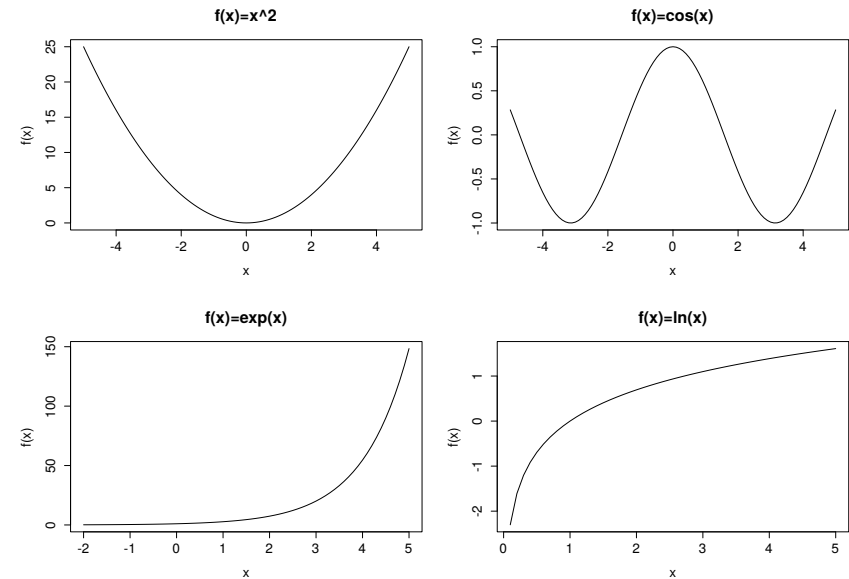 f(x)=x^2
f(x)
25
20
15
10
5
0
-4 -2 0 2 4
x
f(x)=cos(x)
f(x)
1.0
0.5
0.0
-0.5
-1.0
-4 -2 0 2 4
x
f(x)=exp(x)
f(x)
150
100
50
0
-2 -1 0 1 2 3 4 5
x
f(x)=ln(x)
f(x)
1
0
-1
-2
0 1 2 3 4 5
x